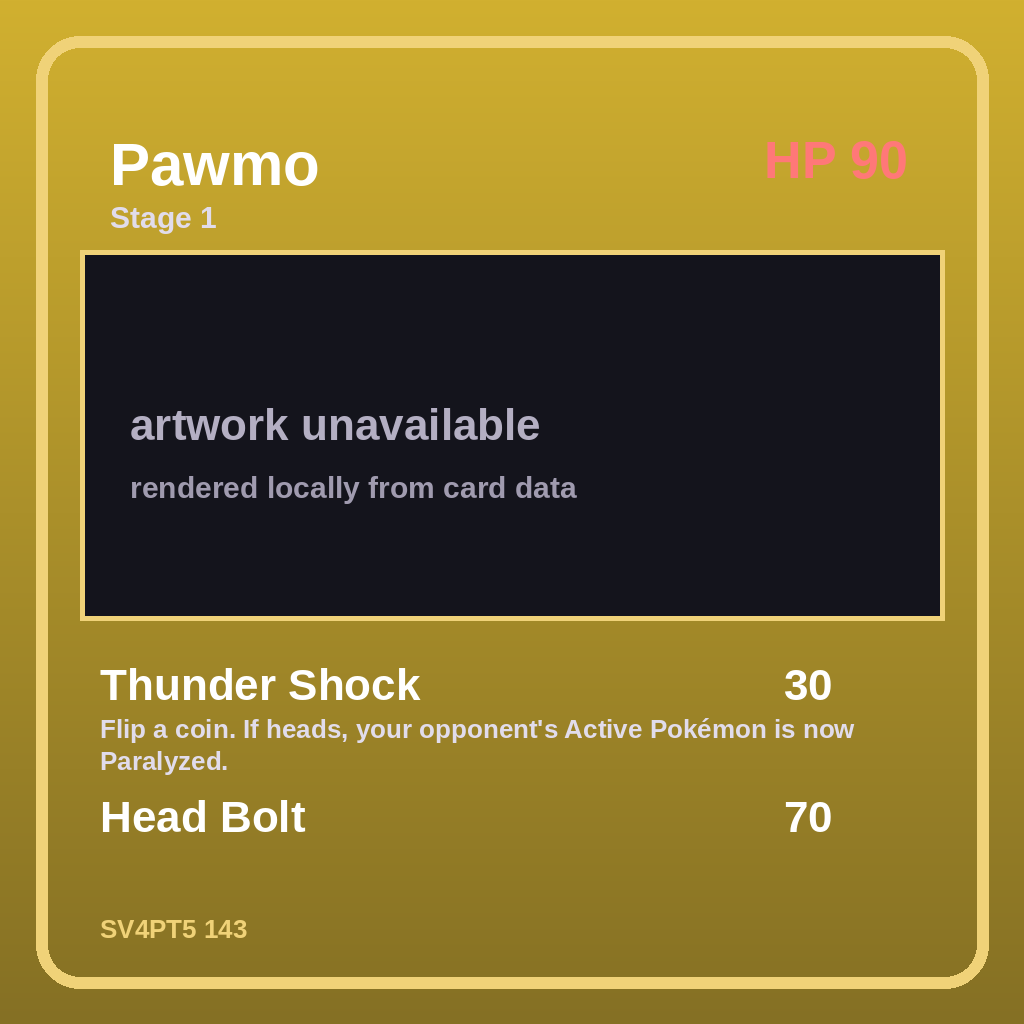 Pawmo
HP 90
Stage 1
artwork unavailable
rendered locally from card data
Thunder Shock 30
Flip a coin. If heads, your opponent's Active Pokémon is now
Paralyzed.
Head Bolt 70
SV4PT5 143